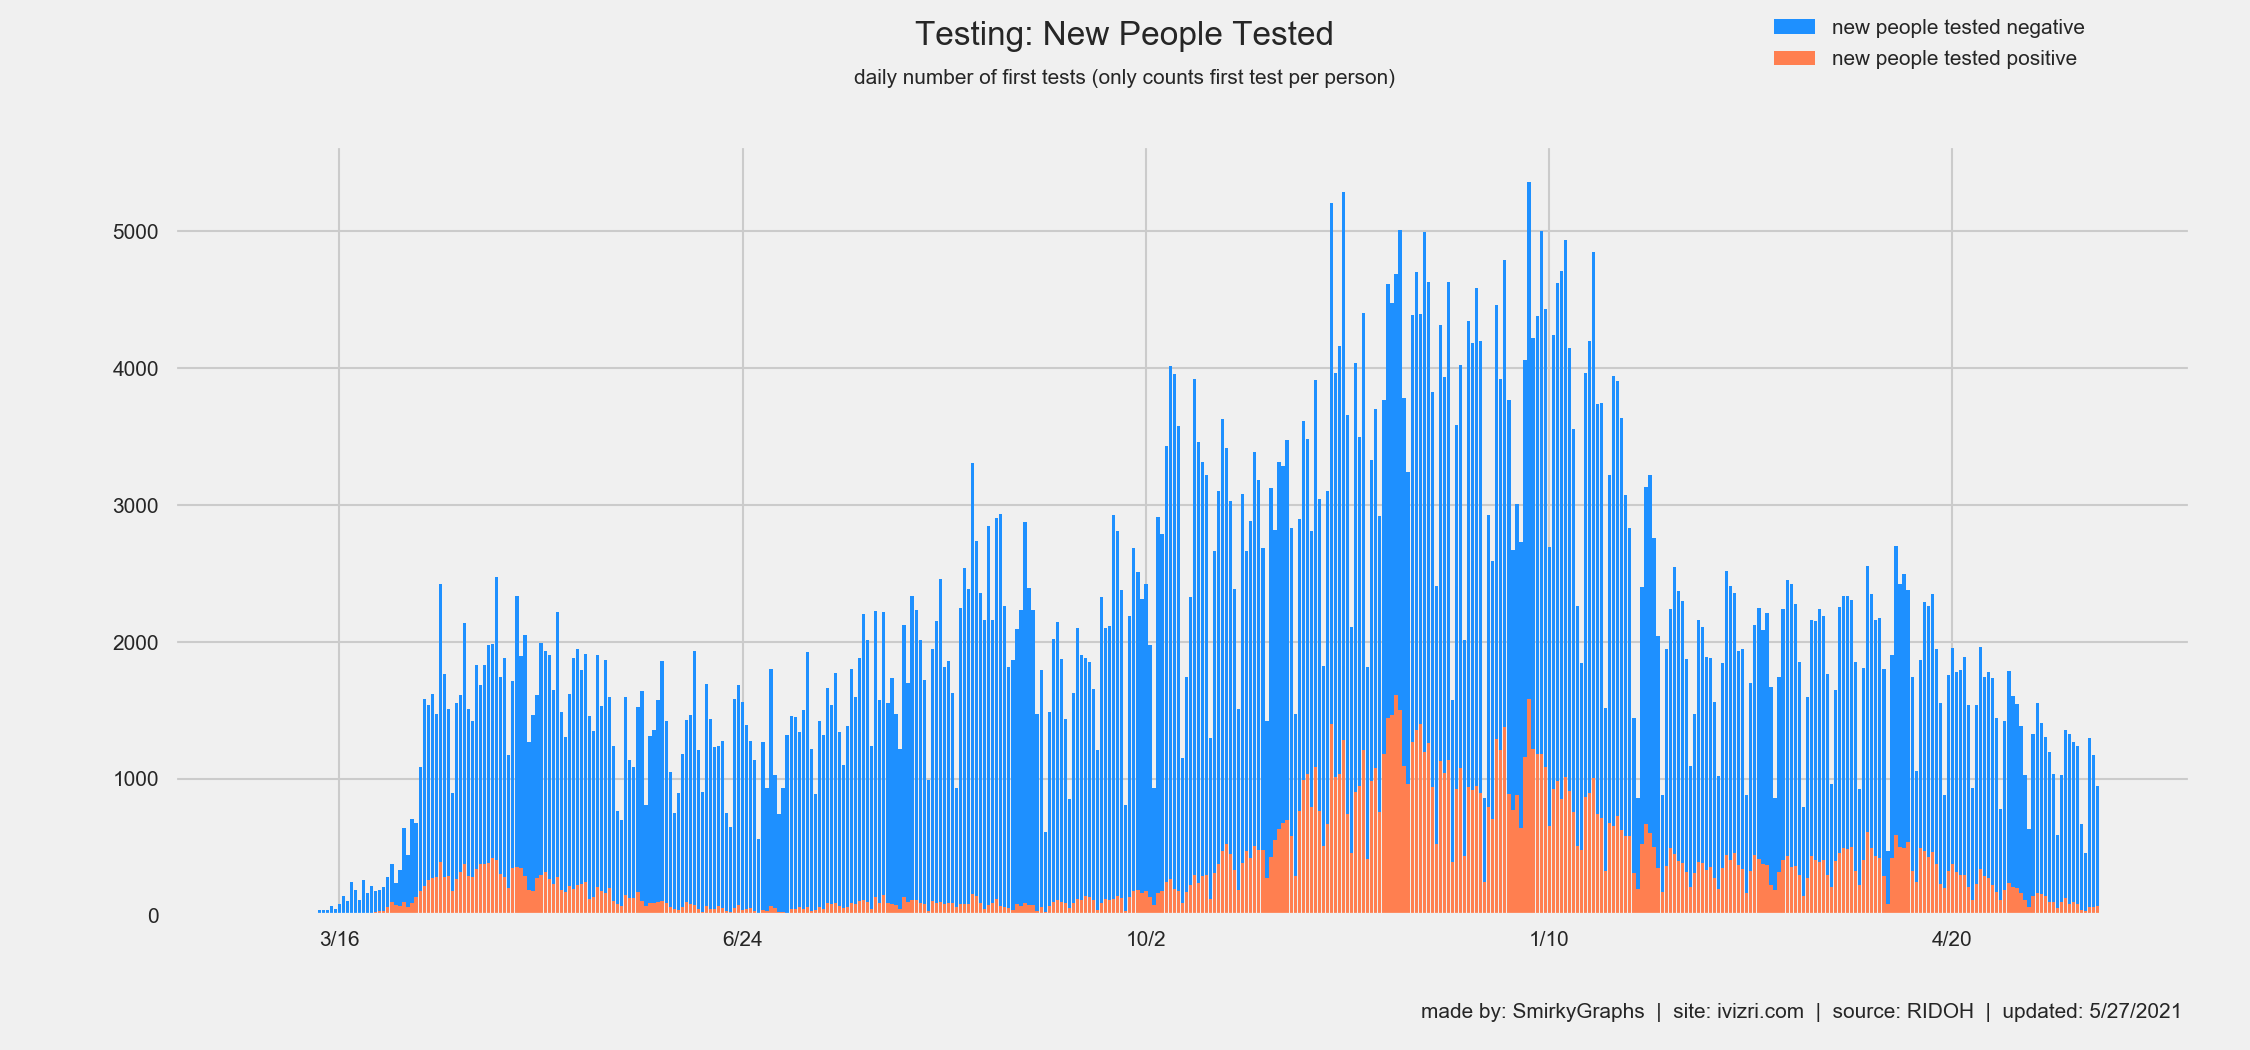 Testing: New People Tested
daily number of first tests (only counts first test per person)
new people tested negative
new people tested positive
5000
4000
3000
2000
1000
0
3/16 6/24 10/2 1/10 4/20
made by: SmirkyGraphs | site: ivizri.com | source: RIDOH | updated: 5/27/2021